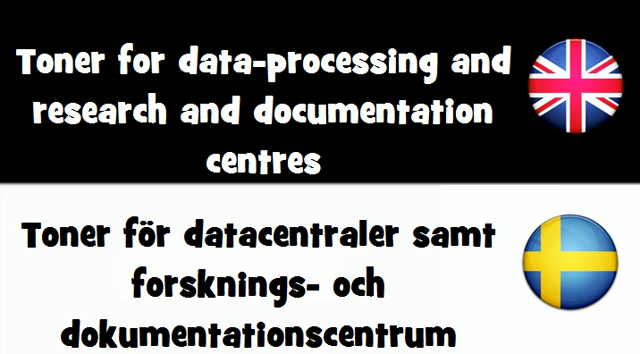 Toner for data-processing and
research and documentation
centres
Toner för datacentraler samt
forsknings- och
dokumentationscentrum